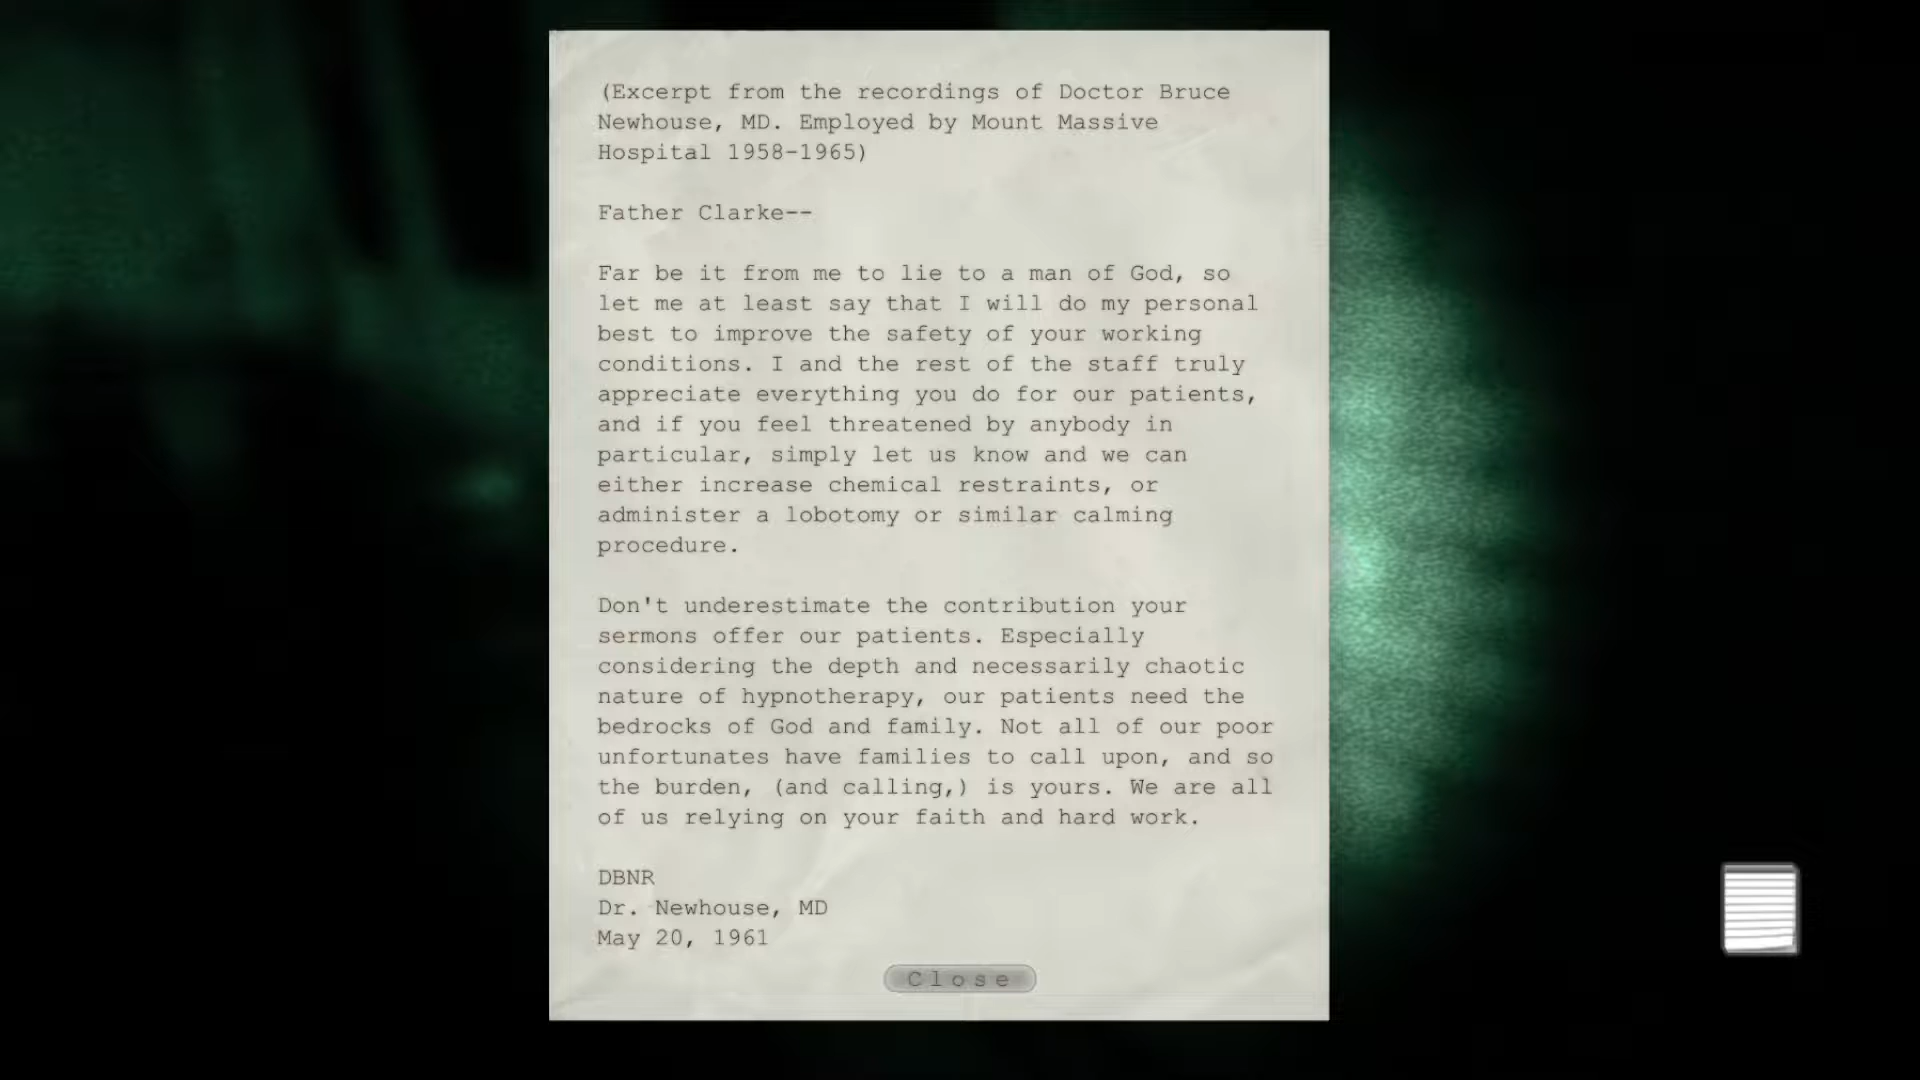 (Excerpt from the recordings of Doctor Bruce
Newhouse, MD. Employed by Mount Massive
Hospital 1958-1965)
Father Clarke--
Far be it from me to lie to a man of God, so
let me at least say that I will do my personal
best to improve the safety of your working
conditions. I and the rest of the staff truly
appreciate everything you do for our patients,
and if you feel threatened by anybody in
particular, simply let us know and we can
either increase chemical restraints, or
administer a lobotomy or similar calming
procedure.
Don't underestimate the contribution your
sermons offer our patients. Especially
considering the depth and necessarily chaotic
nature of hypnotherapy, our patients need the
bedrocks of God and family. Not all of our poor
unfortunates have families to call upon, and so
the burden, (and calling,) is yours. We are all
of us relying on your faith and hard work.
DBNR
Dr. Newhouse, MD
May 20, 1961
Close